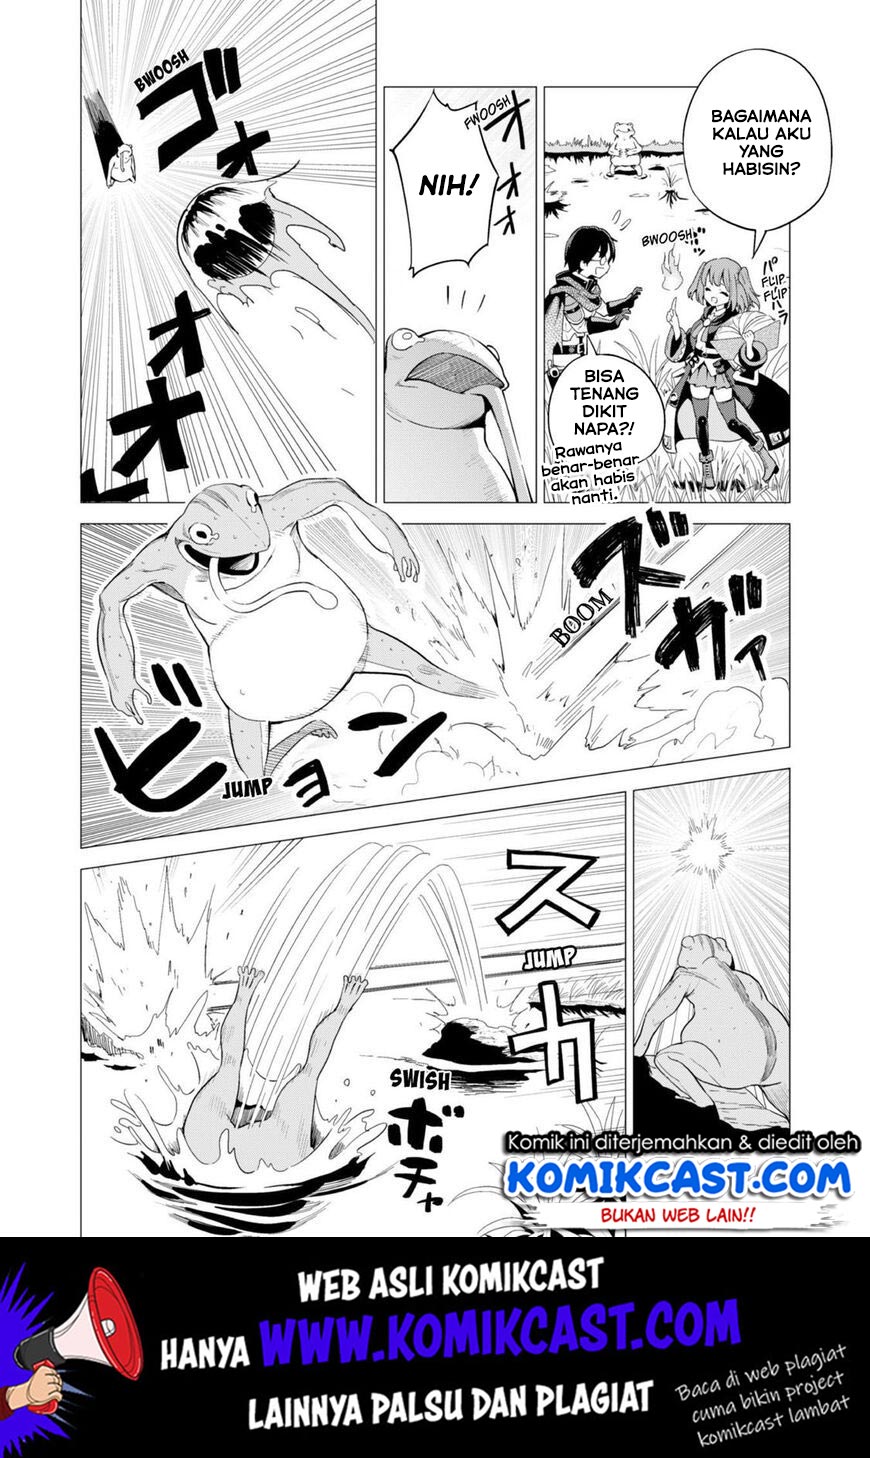 BAGAIMANA
KALAU AKU
YANG
HABISIN?
BWOOSH
パ
FLIP
FLIP
ラ
BISA
TENANG
DIKIT
NAPA?!
Rawanya
benar-benar
akan habis
nanti.
FWOOSH
オ
オ
オ
NIH!
BWOOSH
ゴ
オ
オ
オ
BOOM
ズ
ザァ
ビョン
JUMP
スカ
JUMP
SWISH
ボチャ
Komik ini diterjemahkan & diedit oleh
KOMIKCAST.COM
BUKAN WEB LAIN!!
WEB ASLI KOMIKCAST
HANYA WWW.KOMIKCAST.COM
LAINNYA PALSU DAN PLAGIAT
Baca di web plagiat
cuma bikin project
komikcast lambat